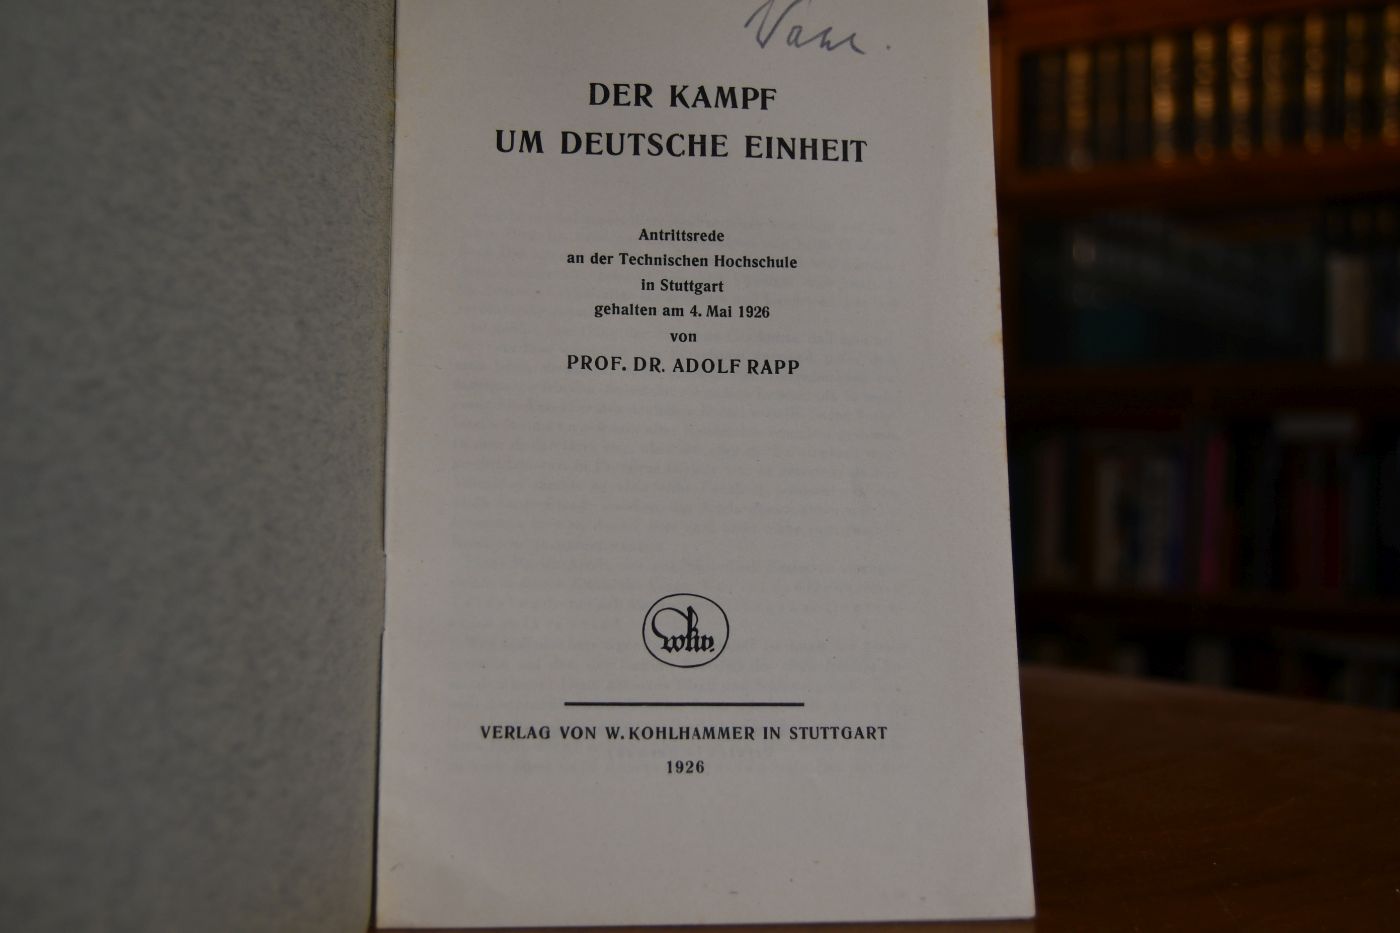 DER KAMPF
UM DEUTSCHE EINHEIT
Antrittsrede
an der Technischen Hochschule
in Stuttgart
gehalten am 4. Mai 1926
von
PROF. DR. ADOLF RAPP
wkw.
VERLAG VON W. KOHLHAMMER IN STUTTGART
1926